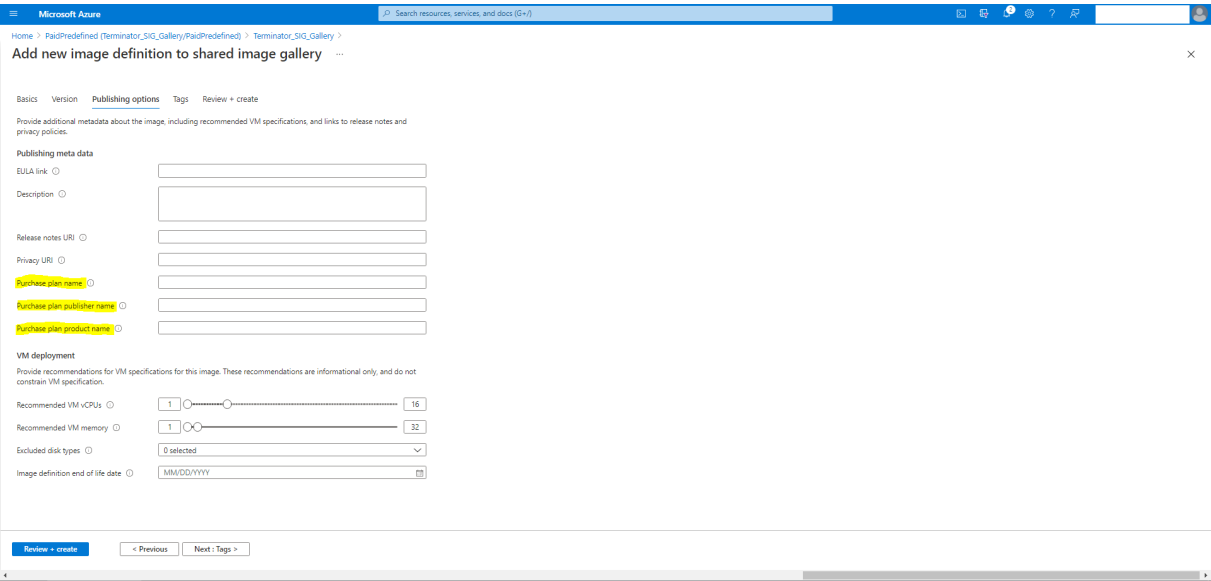 Microsoft Azure
Search resources, services, and docs (G+/)
2
Home > PaidPredefined (Terminator_SIG_Gallery/PaidPredefined) > Terminator_SIG_Gallery >
Add new image definition to shared image gallery ...
Basics Version Publishing options Tags Review + create
Provide additional metadata about the image, including recommended VM specifications, and links to release notes and
privacy policies.
Publishing meta data
EULA link
Description
Release notes URI
Privacy URI
Purchase plan name
Purchase plan publisher name
Purchase plan product name
VM deployment
Provide recommendations for VM specifications for this image. These recommendations are informational only, and do not
constrain VM specification.
Recommended VM vCPUs 1 16
Recommended VM memory 1 32
Excluded disk types 0 selected
Image definition end of life date MM/DD/YYYY
Review + create < Previous Next : Tags >